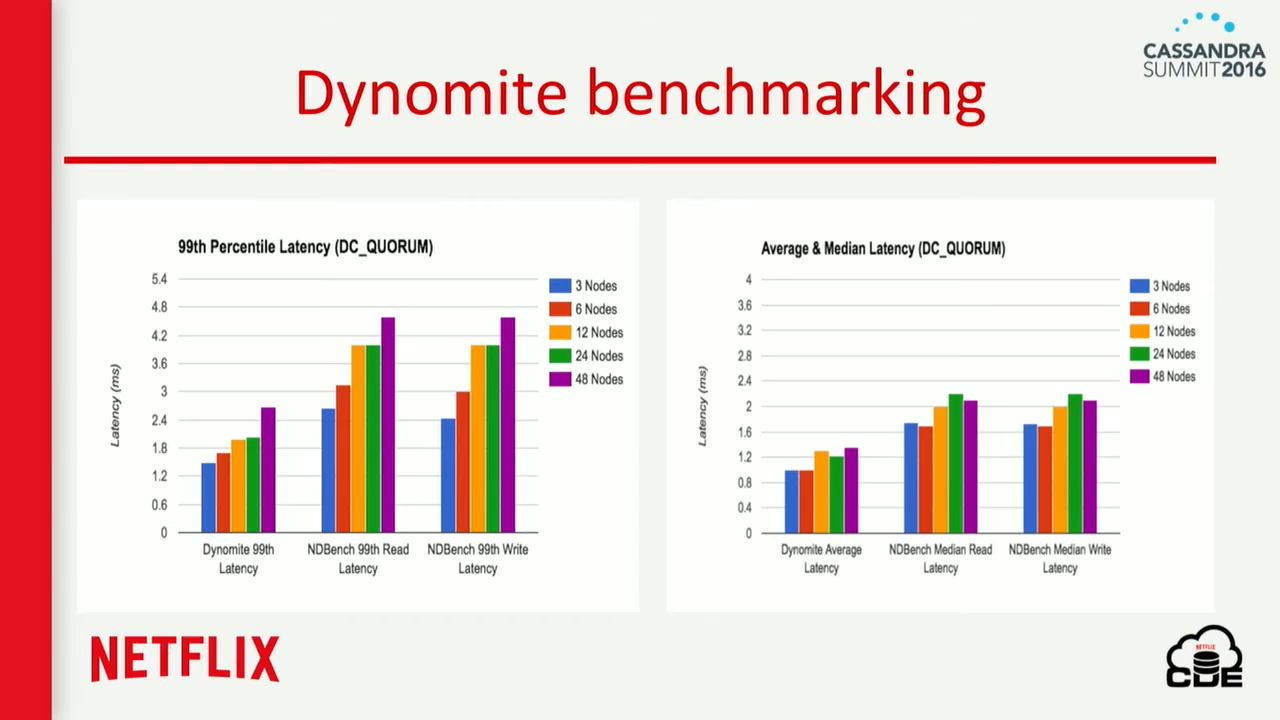 CASSANDRA
SUMMIT2016
Dynomite benchmarking
99th Percentile Latency (DC_QUORUM)
5.4
4.8
4.2
3.6
3
2.4
1.8
1.2
0.6
0
Latency (ms)
3 Nodes
6 Nodes
12 Nodes
24 Nodes
48 Nodes
Dynomite 99th
Latency
NDBench 99th Read
Latency
NDBench 99th Write
Latency
Average & Median Latency (DC_QUORUM)
4
3.6
3.2
2.8
2.4
2
1.6
1.2
0.8
0.4
0
Latency (ms)
3 Nodes
6 Nodes
12 Nodes
24 Nodes
48 Nodes
Dynomite Average
Latency
NDBench Median Read
Latency
NDBench Median Write
Latency
NETFLIX
NETFLIX
CDE